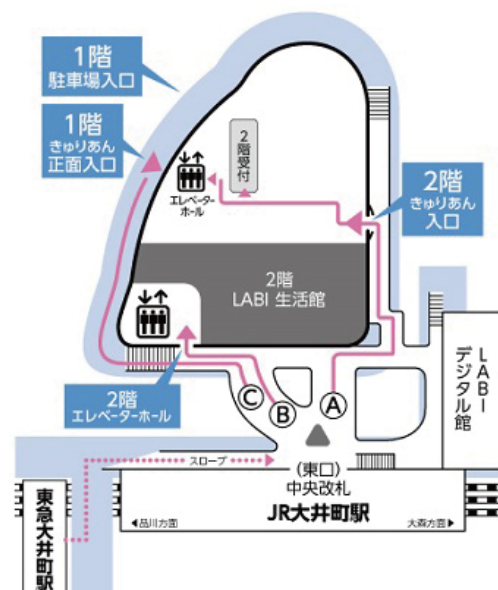 1階
駐車場入口
1階
きゅりあん
正面入口
2階受付
エレベーター
ホール
2階
きゅりあん
入口
2階
LABI 生活館
2階
エレベーターホール
C
B
A
LABI
デジタル館
スロープ
(東口)
中央改札
JR大井町駅
◀品川方面
大森方面▶
東急大井町駅